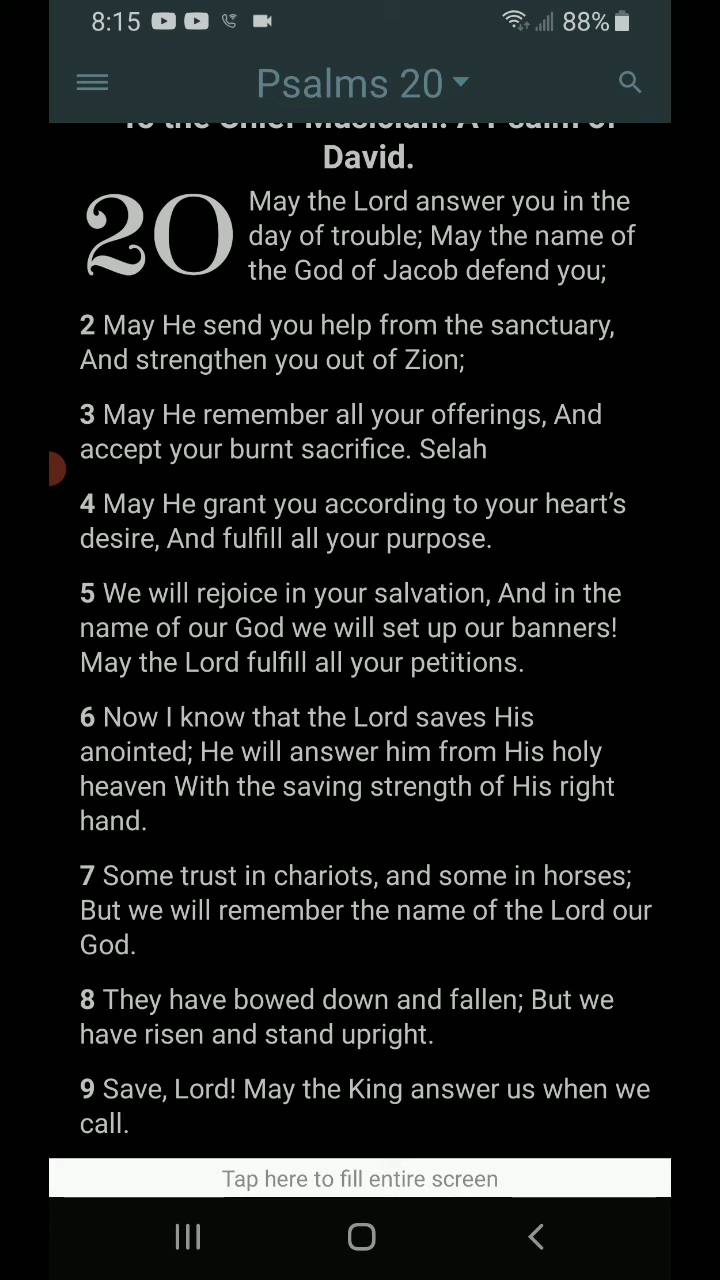 8:15
88%
Psalms 20
To the Chief Musician. A Psalm of
David.
20 May the Lord answer you in the
day of trouble; May the name of
the God of Jacob defend you;
2 May He send you help from the sanctuary,
And strengthen you out of Zion;
3 May He remember all your offerings, And
accept your burnt sacrifice. Selah
4 May He grant you according to your heart's
desire, And fulfill all your purpose.
5 We will rejoice in your salvation, And in the
name of our God we will set up our banners!
May the Lord fulfill all your petitions.
6 Now I know that the Lord saves His
anointed; He will answer him from His holy
heaven With the saving strength of His right
hand.
7 Some trust in chariots, and some in horses;
But we will remember the name of the Lord our
God.
8 They have bowed down and fallen; But we
have risen and stand upright.
9 Save, Lord! May the King answer us when we
call.
Tap here to fill entire screen